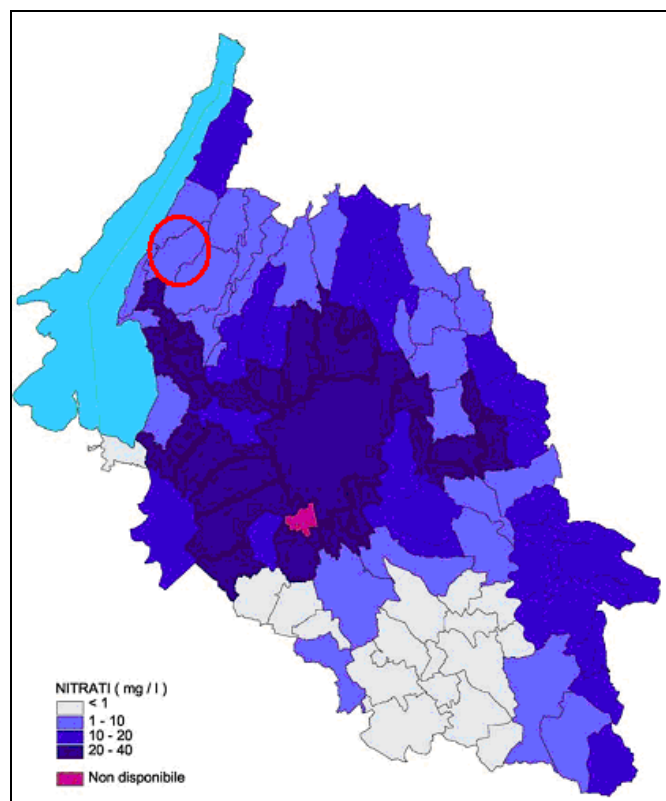 NITRATI ( mg / l )
< 1
1 - 10
10 - 20
20 - 40
Non disponibile